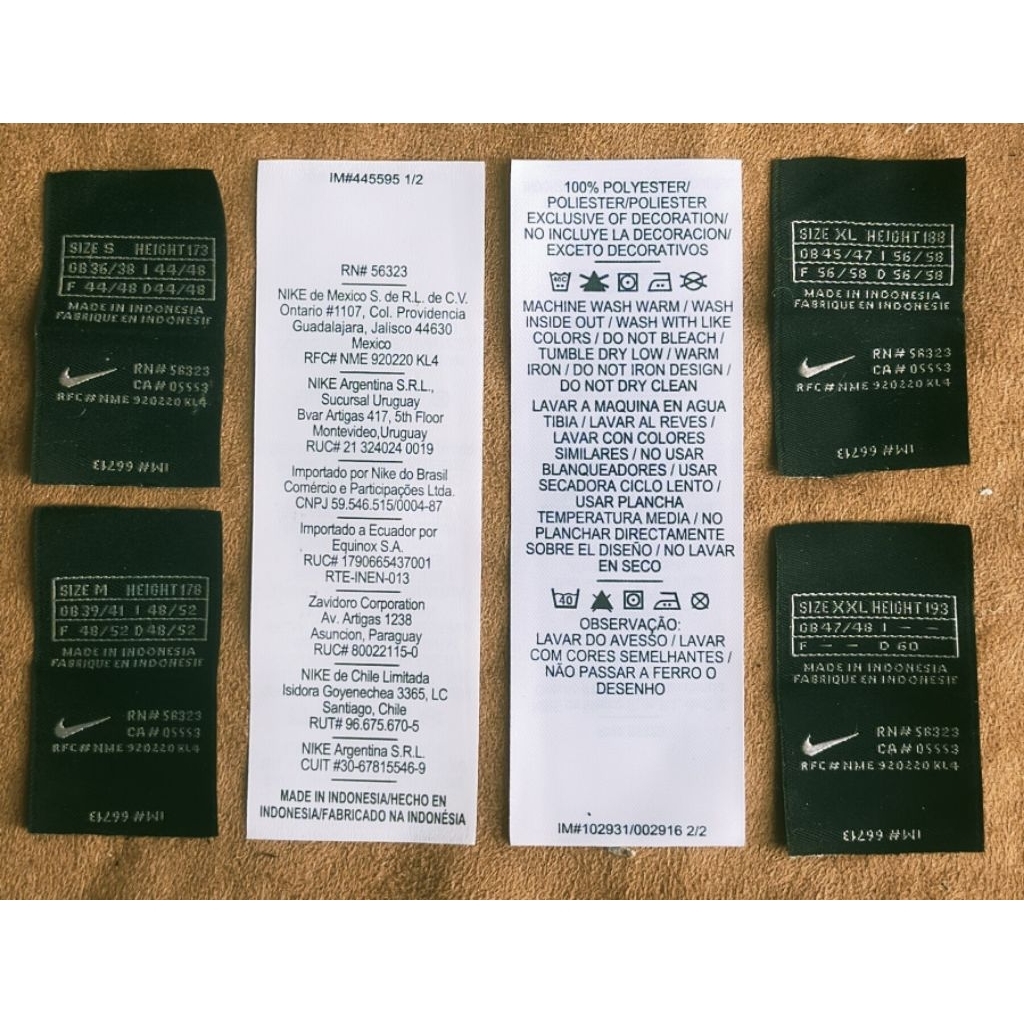 SIZE S HEIGHT 173
GB 36/38 I 44/48
F 44/48 D 44/48
MADE IN INDONESIA
FABRIQUE EN INDONESIE
RN# 56323
CA# 05553
RFC#NME 920220 KL4
IM# 66713
SIZE M HEIGHT 178
GB 39/41 I 48/52
F 48/52 D 48/52
MADE IN INDONESIA
FABRIQUE EN INDONESIE
RN# 56323
CA# 05553
RFC#NME 920220 KL4
IM# 66713
IM#445595 1/2
RN# 56323
NIKE de Mexico S. de R.L. de C.V.
Ontario #1107, Col. Providencia
Guadalajara, Jalisco 44630
Mexico
RFC# NME 920220 KL4
NIKE Argentina S.R.L.,
Sucursal Uruguay
Bvar Artigas 417, 5th Floor
Montevideo,Uruguay
RUC# 21 324024 0019
Importado por Nike do Brasil
Comércio e Participações Ltda.
CNPJ 59.546.515/0004-87
Importado a Ecuador por
Equinox S.A.
RUC# 1790665437001
RTE-INEN-013
Zavidoro Corporation
Av. Artigas 1238
Asuncion, Paraguay
RUC# 80022115-0
NIKE de Chile Limitada
Isidora Goyenechea 3365, LC
Santiago, Chile
RUT# 96.675.670-5
NIKE Argentina S.R.L.
CUIT #30-67815546-9
MADE IN INDONESIA/HECHO EN
INDONESIA/FABRICADO NA INDONÉSIA
100% POLYESTER/
POLIESTER/POLIESTER
EXCLUSIVE OF DECORATION/
NO INCLUYE LA DECORACION/
EXCETO DECORATIVOS
40C
MACHINE WASH WARM / WASH
INSIDE OUT / WASH WITH LIKE
COLORS / DO NOT BLEACH /
TUMBLE DRY LOW / WARM
IRON / DO NOT IRON DESIGN /
DO NOT DRY CLEAN
LAVAR A MAQUINA EN AGUA
TIBIA / LAVAR AL REVES /
LAVAR CON COLORES
SIMILARES / NO USAR
BLANQUEADORES / USAR
SECADORA CICLO LENTO /
USAR PLANCHA
TEMPERATURA MEDIA / NO
PLANCHAR DIRECTAMENTE
SOBRE EL DISEÑO / NO LAVAR
EN SECO
40
OBSERVAÇÃO:
LAVAR DO AVESSO / LAVAR
COM CORES SEMELHANTES /
NÃO PASSAR A FERRO O
DESENHO
IM#102931/002916 2/2
SIZE XL HEIGHT 188
GB 45/47 I 56/58
F 56/58 D 56/58
MADE IN INDONESIA
FABRIQUE EN INDONESIE
RN# 56323
CA# 05553
RFC#NME 920220 KL4
IM# 66713
SIZE XXL HEIGHT 193
GB 47/48 I – –
F – – D 60
MADE IN INDONESIA
FABRIQUE EN INDONESIE
RN# 56323
CA# 05553
RFC#NME 920220 KL4
IM# 66713